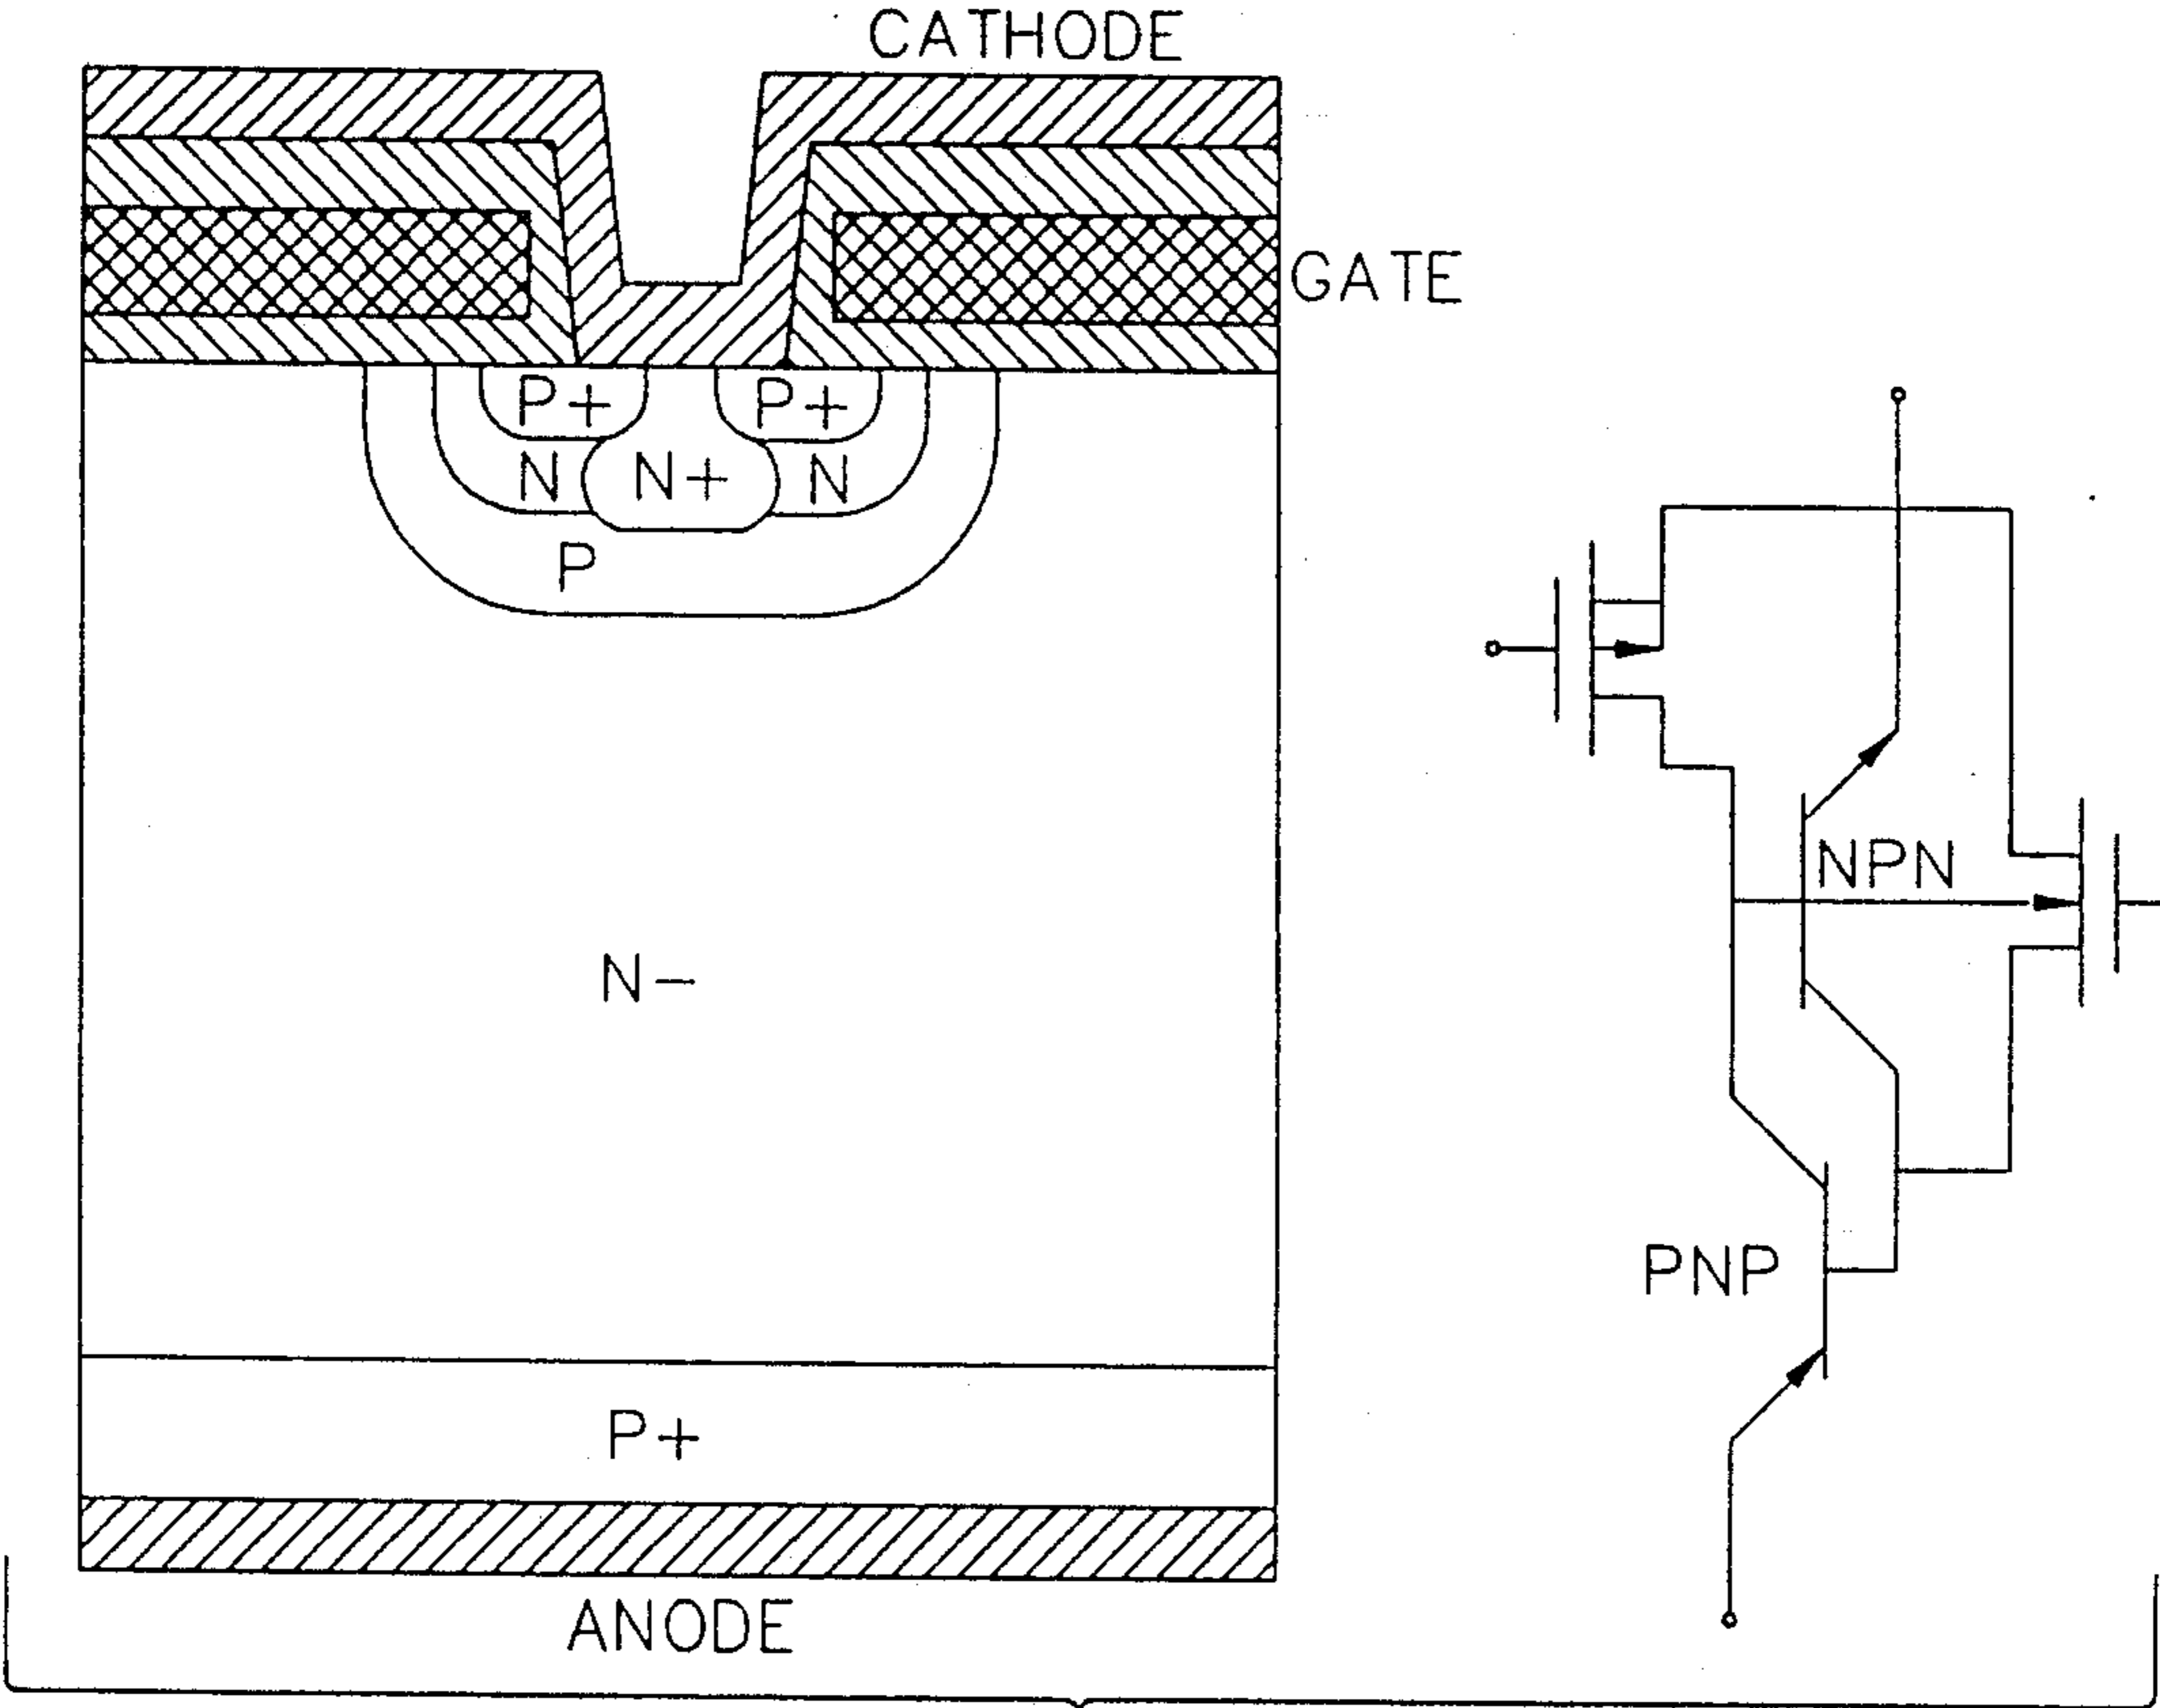 CATHODE
GATE
P+ P+
N N+ N
P
N-
P+
ANODE
NPN
PNP